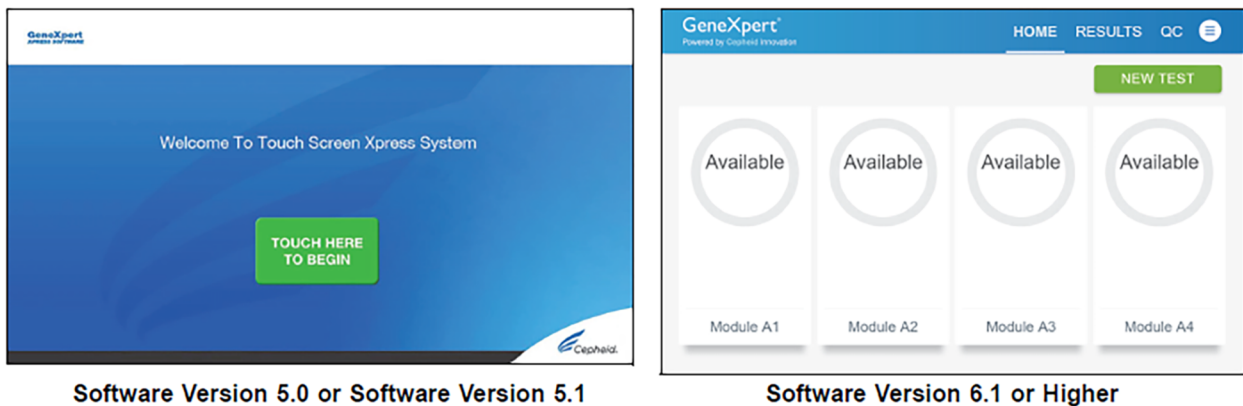 GeneXpert
XPRESS SOFTWARE
Welcome To Touch Screen Xpress System
TOUCH HERE
TO BEGIN
Cepheid.
Software Version 5.0 or Software Version 5.1
GeneXpert®
Powered by Cepheid Innovation
HOME RESULTS QC
NEW TEST
Available Available Available Available
Module A1 Module A2 Module A3 Module A4
Software Version 6.1 or Higher